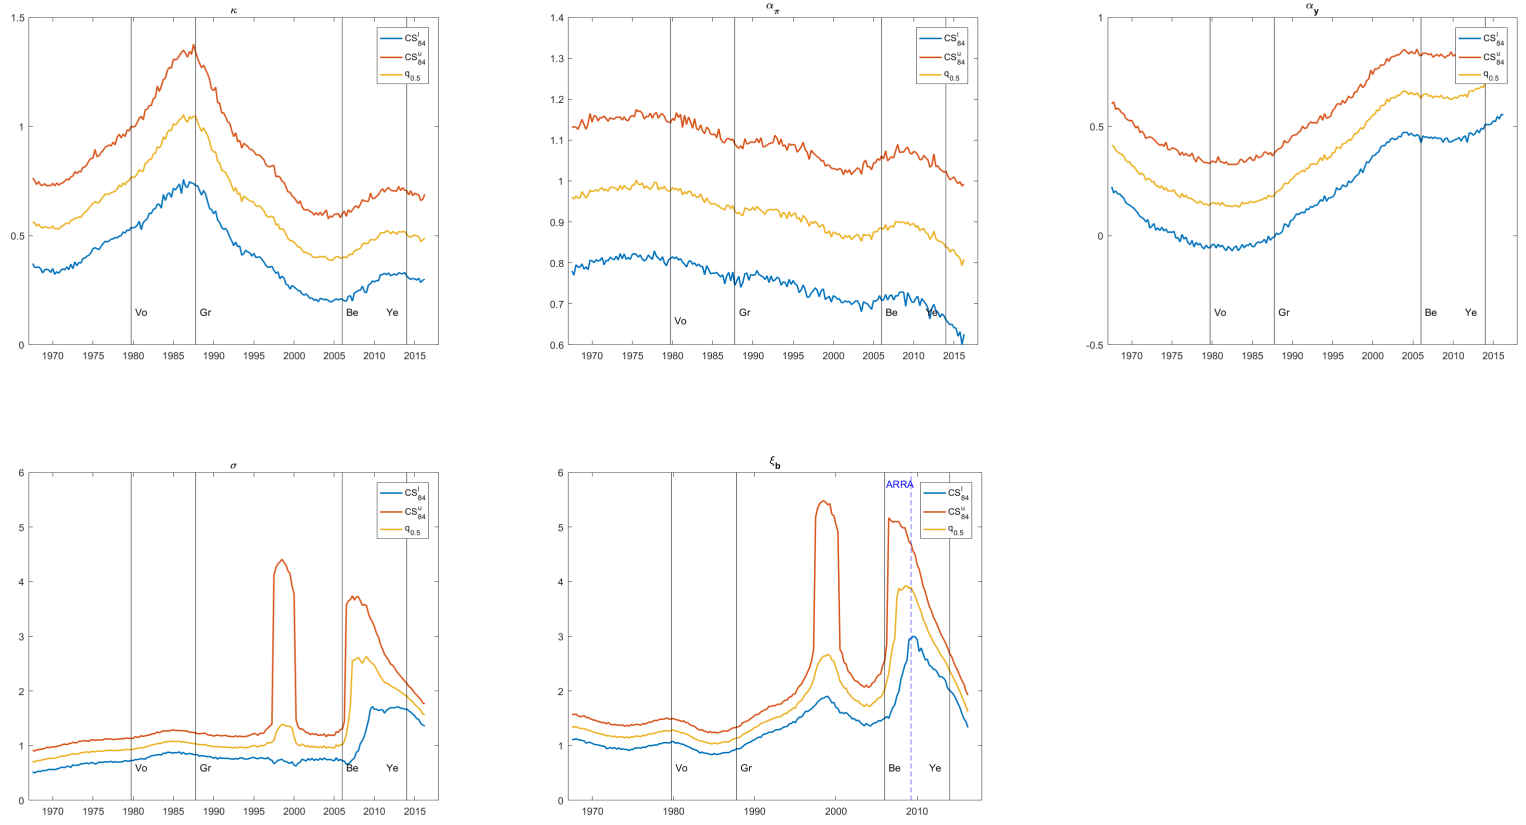 κ
1.5
1
0.5
0
1970 1975 1980 1985 1990 1995 2000 2005 2010 2015
Vo Gr Be Ye
CS^l_84
CS^u_84
q_0.5
α_π
1.4
1.3
1.2
1.1
1
0.9
0.8
0.7
0.6
1970 1975 1980 1985 1990 1995 2000 2005 2010 2015
Vo Gr Be Ye
CS^l_84
CS^u_84
q_0.5
α_y
1
0.5
0
-0.5
1970 1975 1980 1985 1990 1995 2000 2005 2010 2015
Vo Gr Be Ye
CS^l_84
CS^u_84
q_0.5
σ
6
5
4
3
2
1
0
1970 1975 1980 1985 1990 1995 2000 2005 2010 2015
Vo Gr Be Ye
CS^l_84
CS^u_84
q_0.5
ξ_b
6
5
4
3
2
1
0
1970 1980 1990 2000 2010
Vo Gr Be Ye
ARRA
CS^l_84
CS^u_84
q_0.5